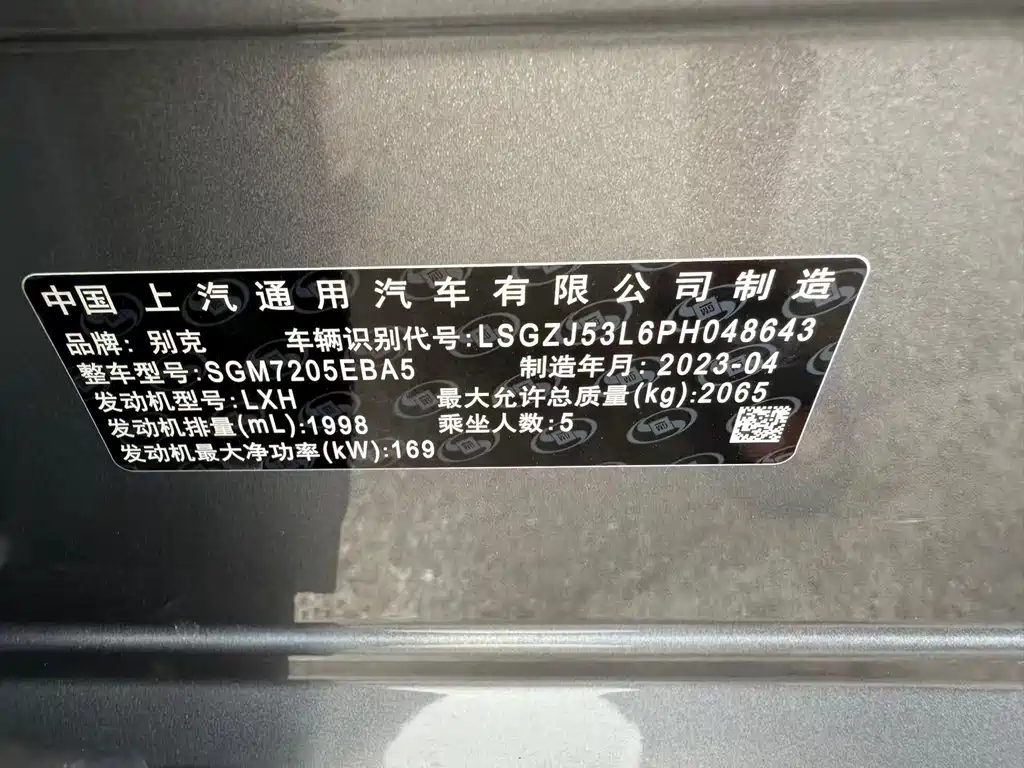 中国 上汽通用汽车有限公司制造
品牌: 别克 车辆识别代号:LSGZJ53L6PH048643
整车型号:SGM7205EBA5 制造年月: 2023-04
发动机型号:LXH 最大允许总质量(kg):2065
发动机排量(mL):1998 乘坐人数:5
发动机最大净功率(kW):169